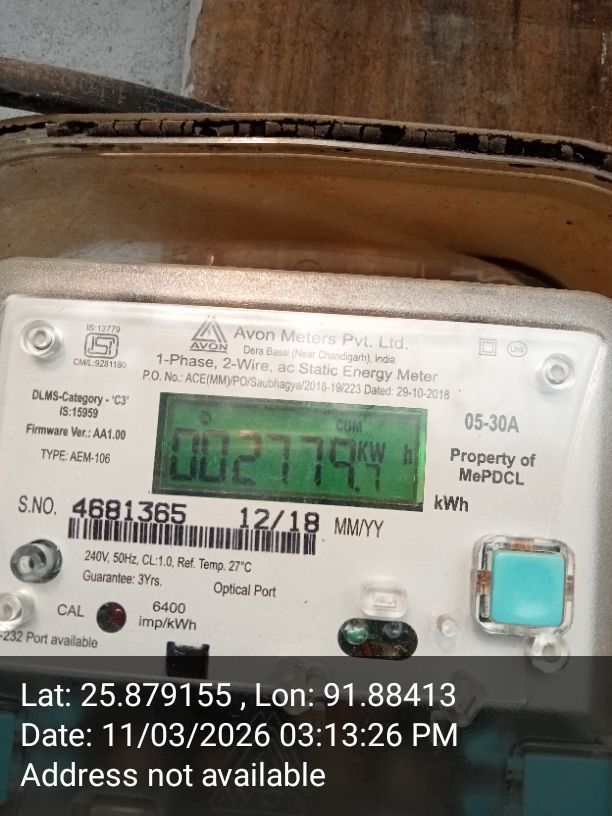 IS:13779
ISI
CM/L:9281180
AVON
Avon Meters Pvt. Ltd.
Dera Bassi (Near Chandigarh), india
1-Phase, 2-Wire, ac Static Energy Meter
P.O. No.: ACE(MM)/PO/Saubhagya/2018-19/223 Dated: 29-10-2018
UW
DLMS-Category - 'C3'
IS:15959
Firmware Ver.: AA1.00
TYPE: AEM-106
CUM
002779.7 KW h
05-30A
Property of
MePDCL
kWh
S.NO. 4681365 12/18 MM/YY
240V, 50Hz, CL:1.0, Ref. Temp. 27°C
Guarantee: 3Yrs.
Optical Port
CAL
6400
imp/kWh
-232 Port available
Lat: 25.879155 , Lon: 91.88413
Date: 11/03/2026 03:13:26 PM
Address not available